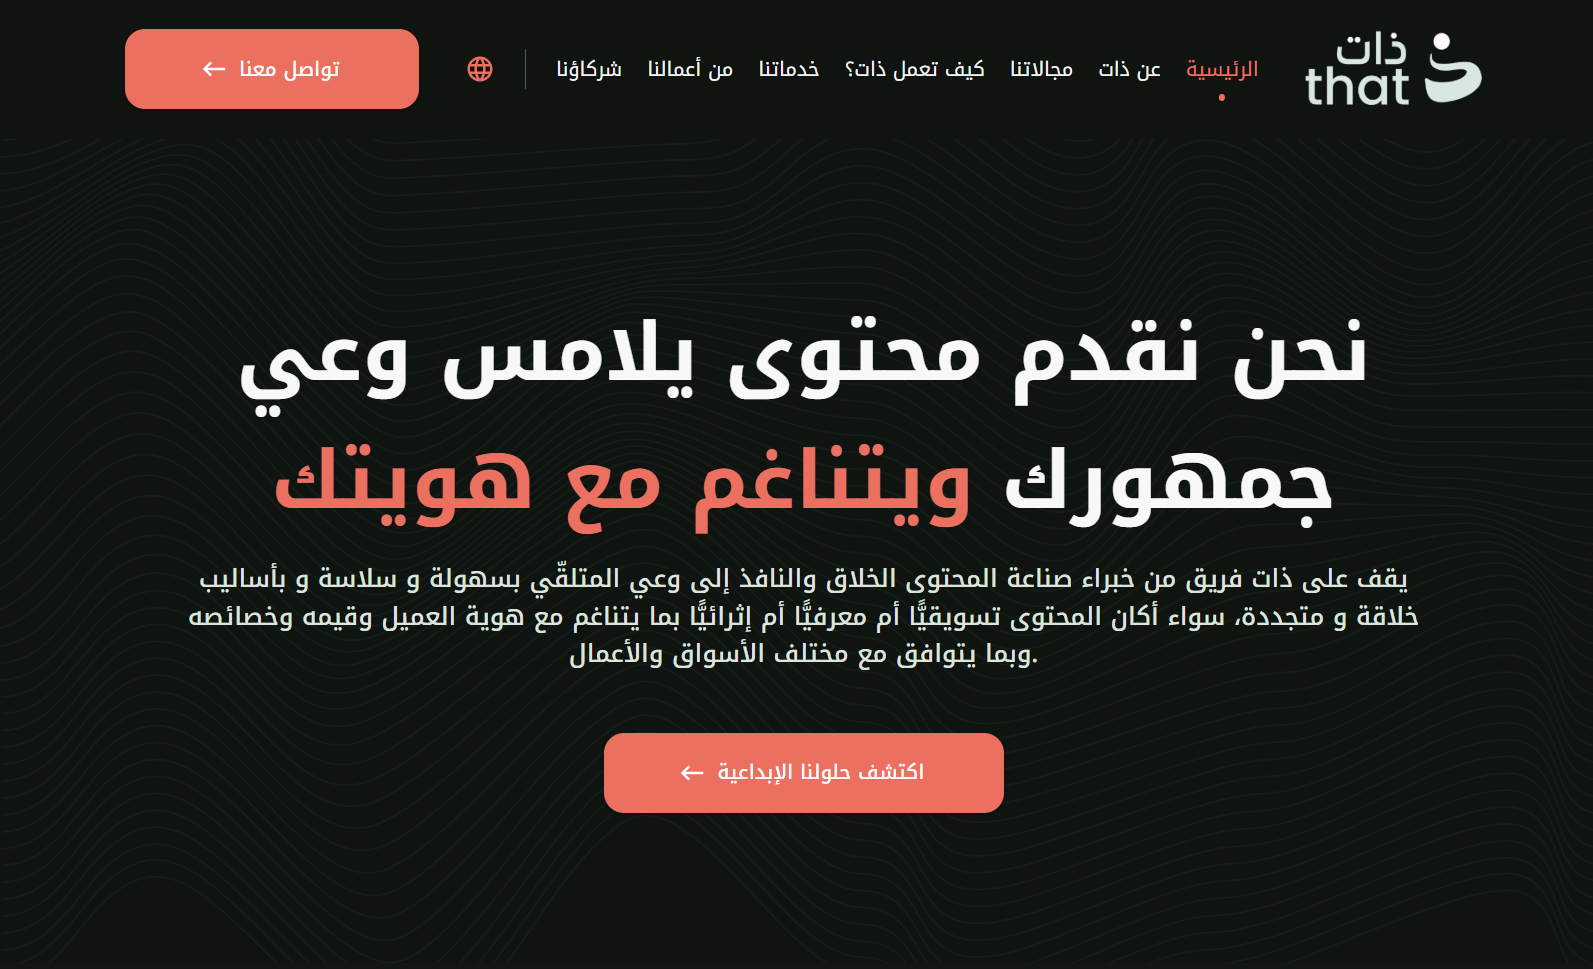 ذات
that
الرئيسية
عن ذات
مجالاتنا
كيف تعمل ذات؟
خدماتنا
من أعمالنا
شركاؤنا
تواصل معنا
نحن نقدم محتوى يلامس وعي
جمهورك ويتناغم مع هويتك
يقف على ذات فريق من خبراء صناعة المحتوى الخلاق والنافذ إلى وعي المتلقّي بسهولة و سلاسة و بأساليب
خلاقة و متجددة، سواء أكان المحتوى تسويقيًّا أم معرفيًّا أم إثرائيًّا بما يتناغم مع هوية العميل وقيمه وخصائصه
.وبما يتوافق مع مختلف الأسواق والأعمال
اكتشف حلولنا الإبداعية